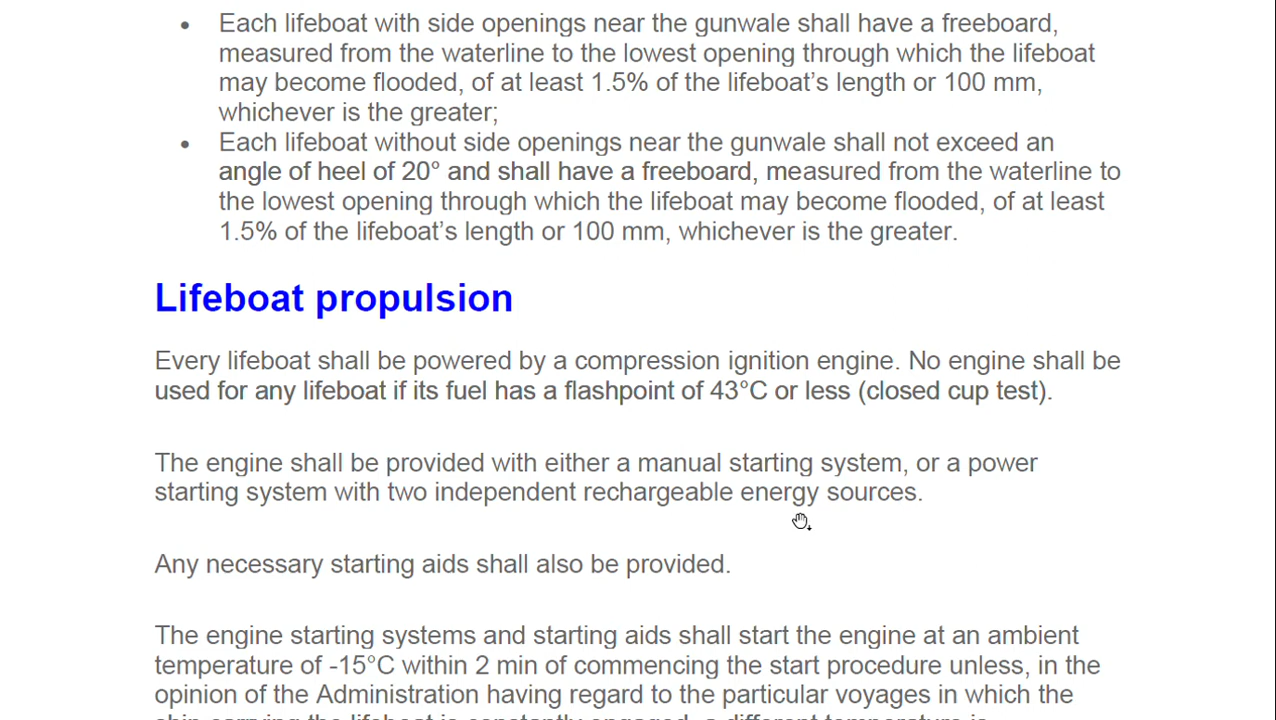 • Each lifeboat with side openings near the gunwale shall have a freeboard,
measured from the waterline to the lowest opening through which the lifeboat
may become flooded, of at least 1.5% of the lifeboat’s length or 100 mm,
whichever is the greater;
• Each lifeboat without side openings near the gunwale shall not exceed an
angle of heel of 20° and shall have a freeboard, measured from the waterline to
the lowest opening through which the lifeboat may become flooded, of at least
1.5% of the lifeboat’s length or 100 mm, whichever is the greater.
Lifeboat propulsion
Every lifeboat shall be powered by a compression ignition engine. No engine shall be
used for any lifeboat if its fuel has a flashpoint of 43°C or less (closed cup test).
The engine shall be provided with either a manual starting system, or a power
starting system with two independent rechargeable energy sources.
Any necessary starting aids shall also be provided.
The engine starting systems and starting aids shall start the engine at an ambient
temperature of -15°C within 2 min of commencing the start procedure unless, in the
opinion of the Administration having regard to the particular voyages in which the
ship carrying the lifeboat is constantly engaged, a different temperature is